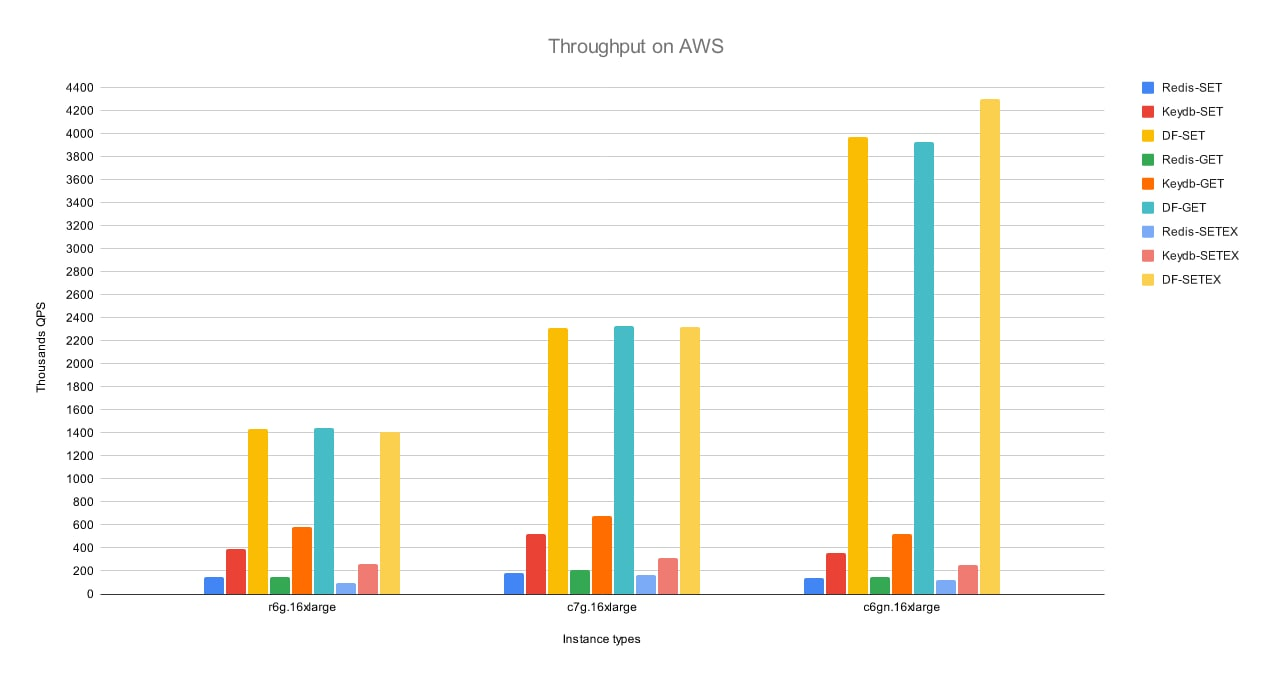 Throughput on AWS
4400
4200
4000
3800
3600
3400
3200
3000
2800
2600
2400
2200
2000
1800
1600
1400
1200
1000
800
600
400
200
0
Thousands QPS
r6g.16xlarge
c7g.16xlarge
c6gn.16xlarge
Instance types
Redis-SET
Keydb-SET
DF-SET
Redis-GET
Keydb-GET
DF-GET
Redis-SETEX
Keydb-SETEX
DF-SETEX